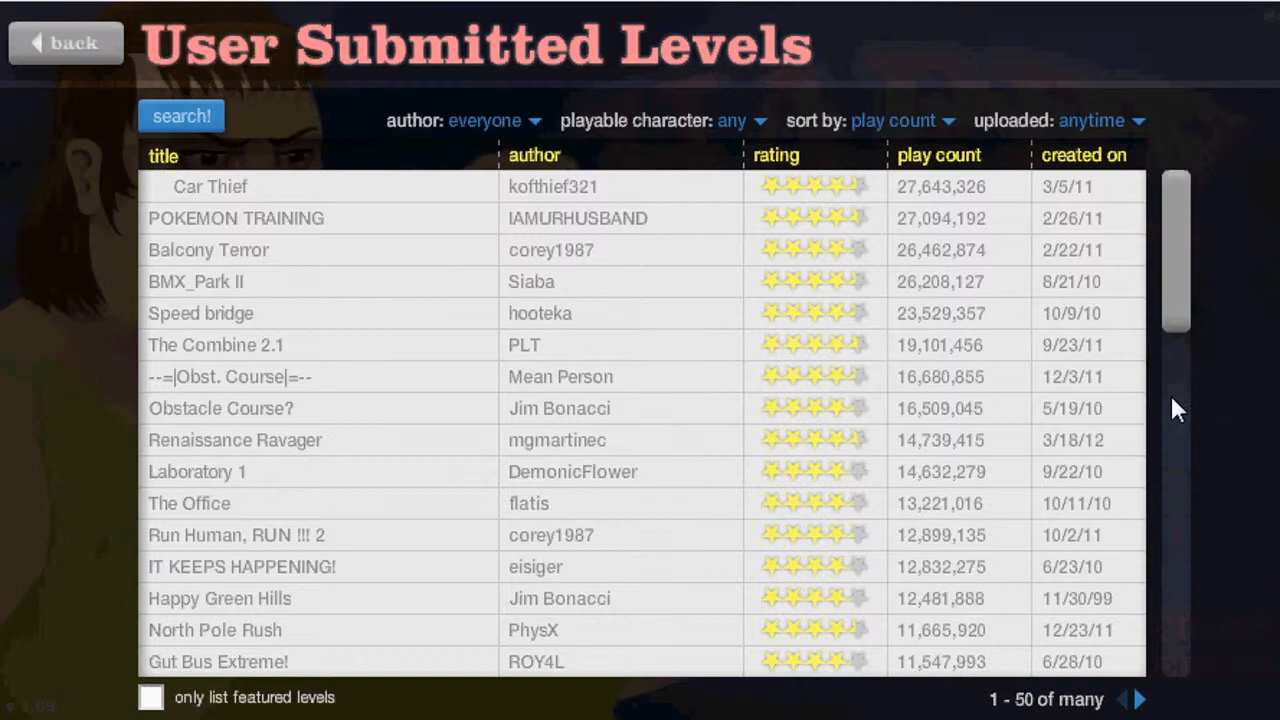 back
User Submitted Levels
search! author: everyone playable character: any sort by: play count uploaded: anytime
title author rating play count created on
Car Thief kofthief321 27,643,326 3/5/11
POKEMON TRAINING IAMURHUSBAND 27,094,192 2/26/11
Balcony Terror corey1987 26,462,874 2/22/11
BMX_Park II Siaba 26,208,127 8/21/10
Speed bridge hooteka 23,529,357 10/9/10
The Combine 2.1 PLT 19,101,456 9/23/11
--=|Obst. Course|=-- Mean Person 16,680,855 12/3/11
Obstacle Course? Jim Bonacci 16,509,045 5/19/10
Renaissance Ravager mgmartinec 14,739,415 3/18/12
Laboratory 1 DemonicFlower 14,632,279 9/22/10
The Office flatis 13,221,016 10/11/10
Run Human, RUN !!! 2 corey1987 12,899,135 10/2/11
IT KEEPS HAPPENING! eisiger 12,832,275 6/23/10
Happy Green Hills Jim Bonacci 12,481,888 11/30/99
North Pole Rush PhysX 11,665,920 12/23/11
Gut Bus Extreme! ROY4L 11,547,993 6/28/10
only list featured levels 1 - 50 of many